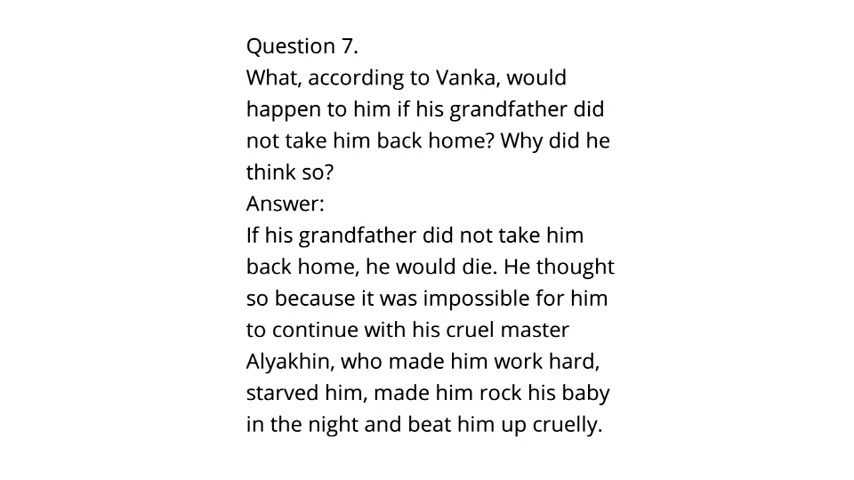 Question 7.
What, according to Vanka, would
happen to him if his grandfather did
not take him back home? Why did he
think so?
Answer:
If his grandfather did not take him
back home, he would die. He thought
so because it was impossible for him
to continue with his cruel master
Alyakhin, who made him work hard,
starved him, made him rock his baby
in the night and beat him up cruelly.